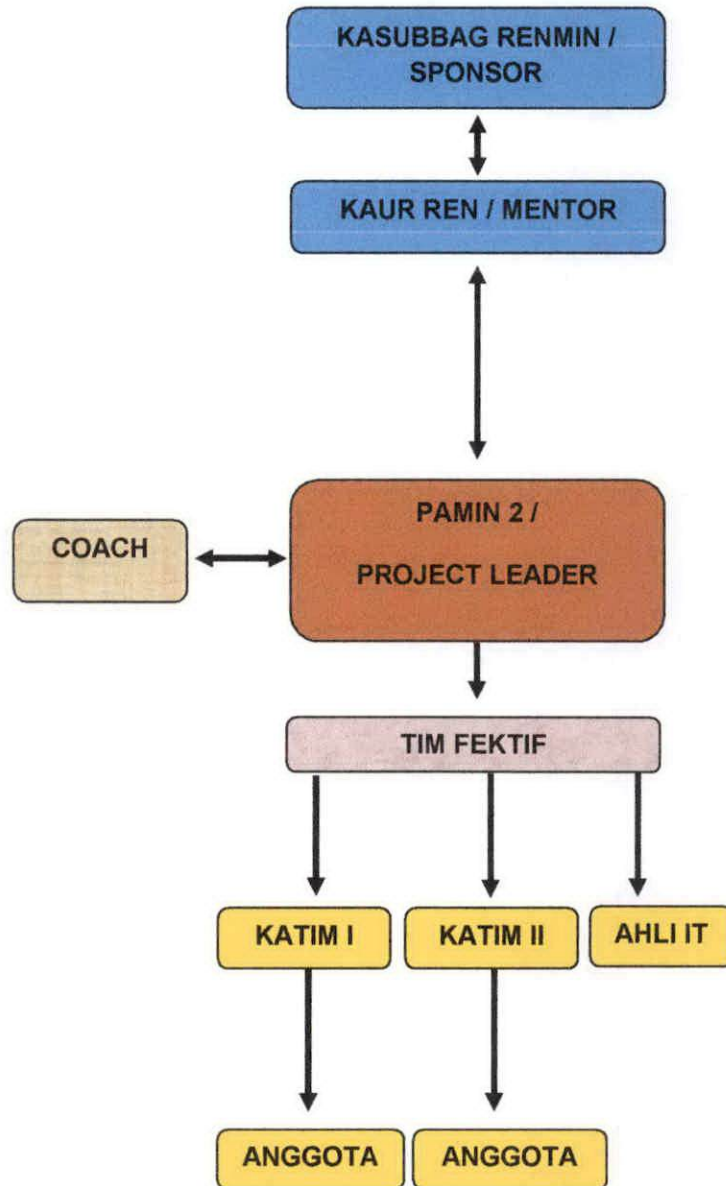 KASUBBAG RENMIN /
SPONSOR
KAUR REN / MENTOR
PAMIN 2 /
PROJECT LEADER
COACH
TIM FEKTIF
KATIM I
KATIM II
AHLI IT
ANGGOTA
ANGGOTA